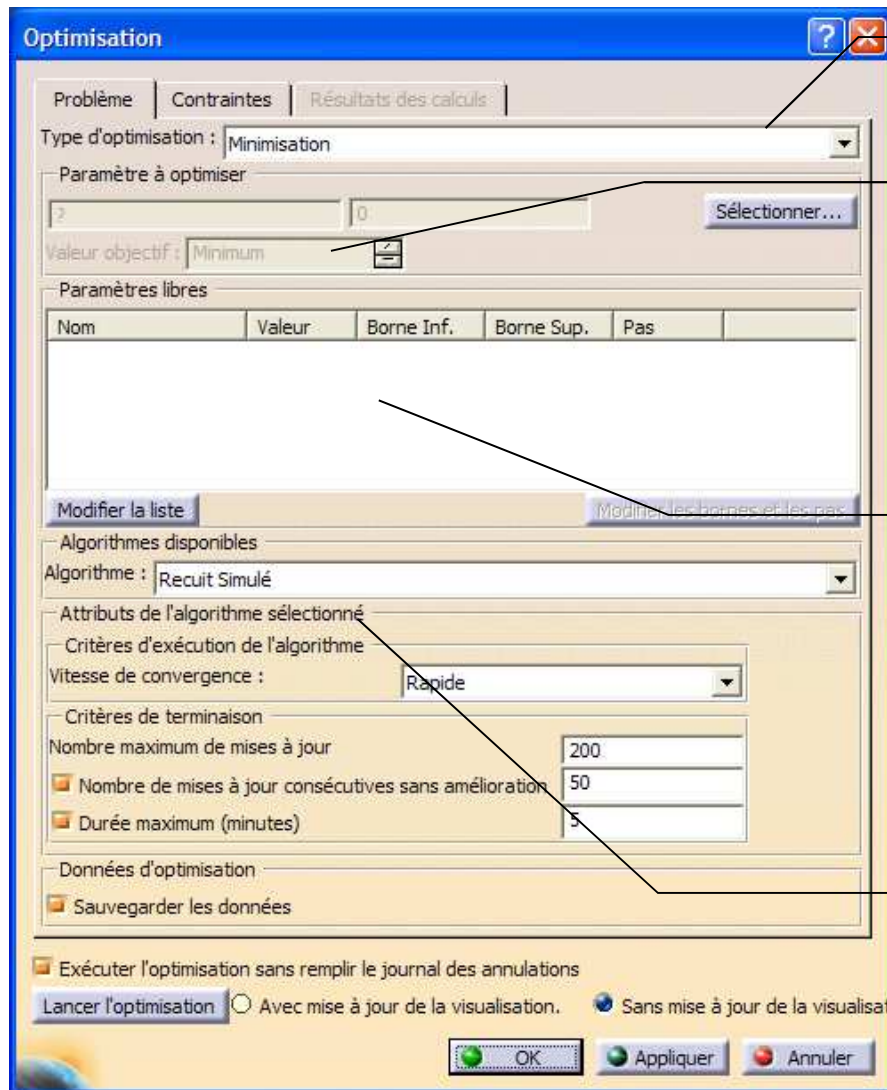 Optimisation
Problème Contraintes Résultats des calculs
Type d'optimisation : Minimisation
Paramètre à optimiser
? 0 Sélectionner...
Valeur objectif : Minimum
Paramètres libres
Nom Valeur Borne Inf. Borne Sup. Pas
Modifier la liste Modifier les bornes et les pas
Algorithmes disponibles
Algorithme : Recuit Simulé
Attributs de l'algorithme sélectionné
Critères d'exécution de l'algorithme
Vitesse de convergence : Rapide
Critères de terminaison
Nombre maximum de mises à jour 200
Nombre de mises à jour consécutives sans amélioration 50
Durée maximum (minutes) 5
Données d'optimisation
Sauvegarder les données
Exécuter l'optimisation sans remplir le journal des annulations
Lancer l'optimisation Avec mise à jour de la visualisation. Sans mise à jour de la visualisat
OK Appliquer Annuler